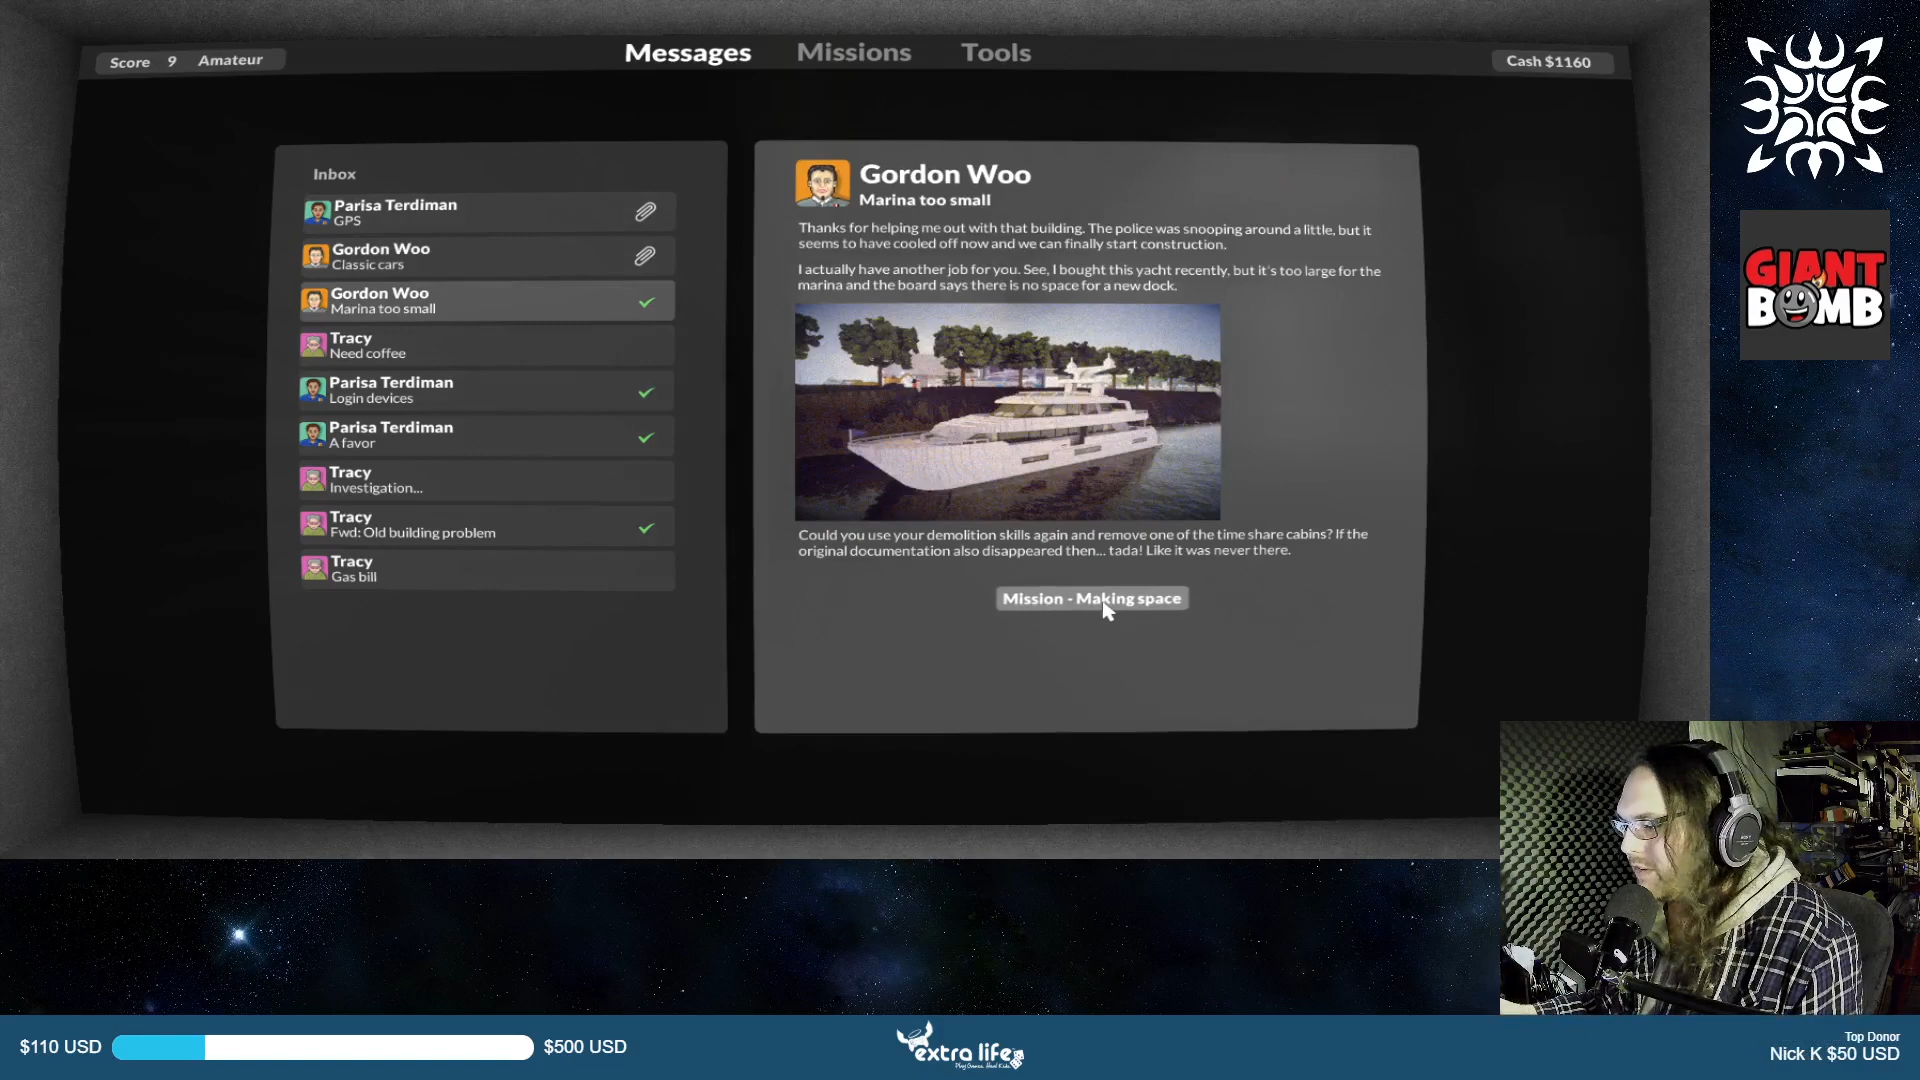 Score 9 Amateur
Messages Missions Tools
Cash $1160
Inbox
Parisa Terdiman
GPS
Gordon Woo
Classic cars
Gordon Woo
Marina too small
Tracy
Need coffee
Parisa Terdiman
Login devices
Parisa Terdiman
A favor
Tracy
Investigation...
Tracy
Fwd: Old building problem
Tracy
Gas bill
Gordon Woo
Marina too small
Thanks for helping me out with that building. The police was snooping around a little, but it
seems to have cooled off now and we can finally start construction.
I actually have another job for you. See, I bought this yacht recently, but it's too large for the
marina and the board says there is no space for a new dock.
Could you use your demolition skills again and remove one of the time share cabins? If the
original documentation also disappeared then... tada! Like it was never there.
Mission - Making space
GIANT
BOMB
$110 USD
$500 USD
extra life
Play Games. Heal Kids.
Top Donor
Nick K $50 USD